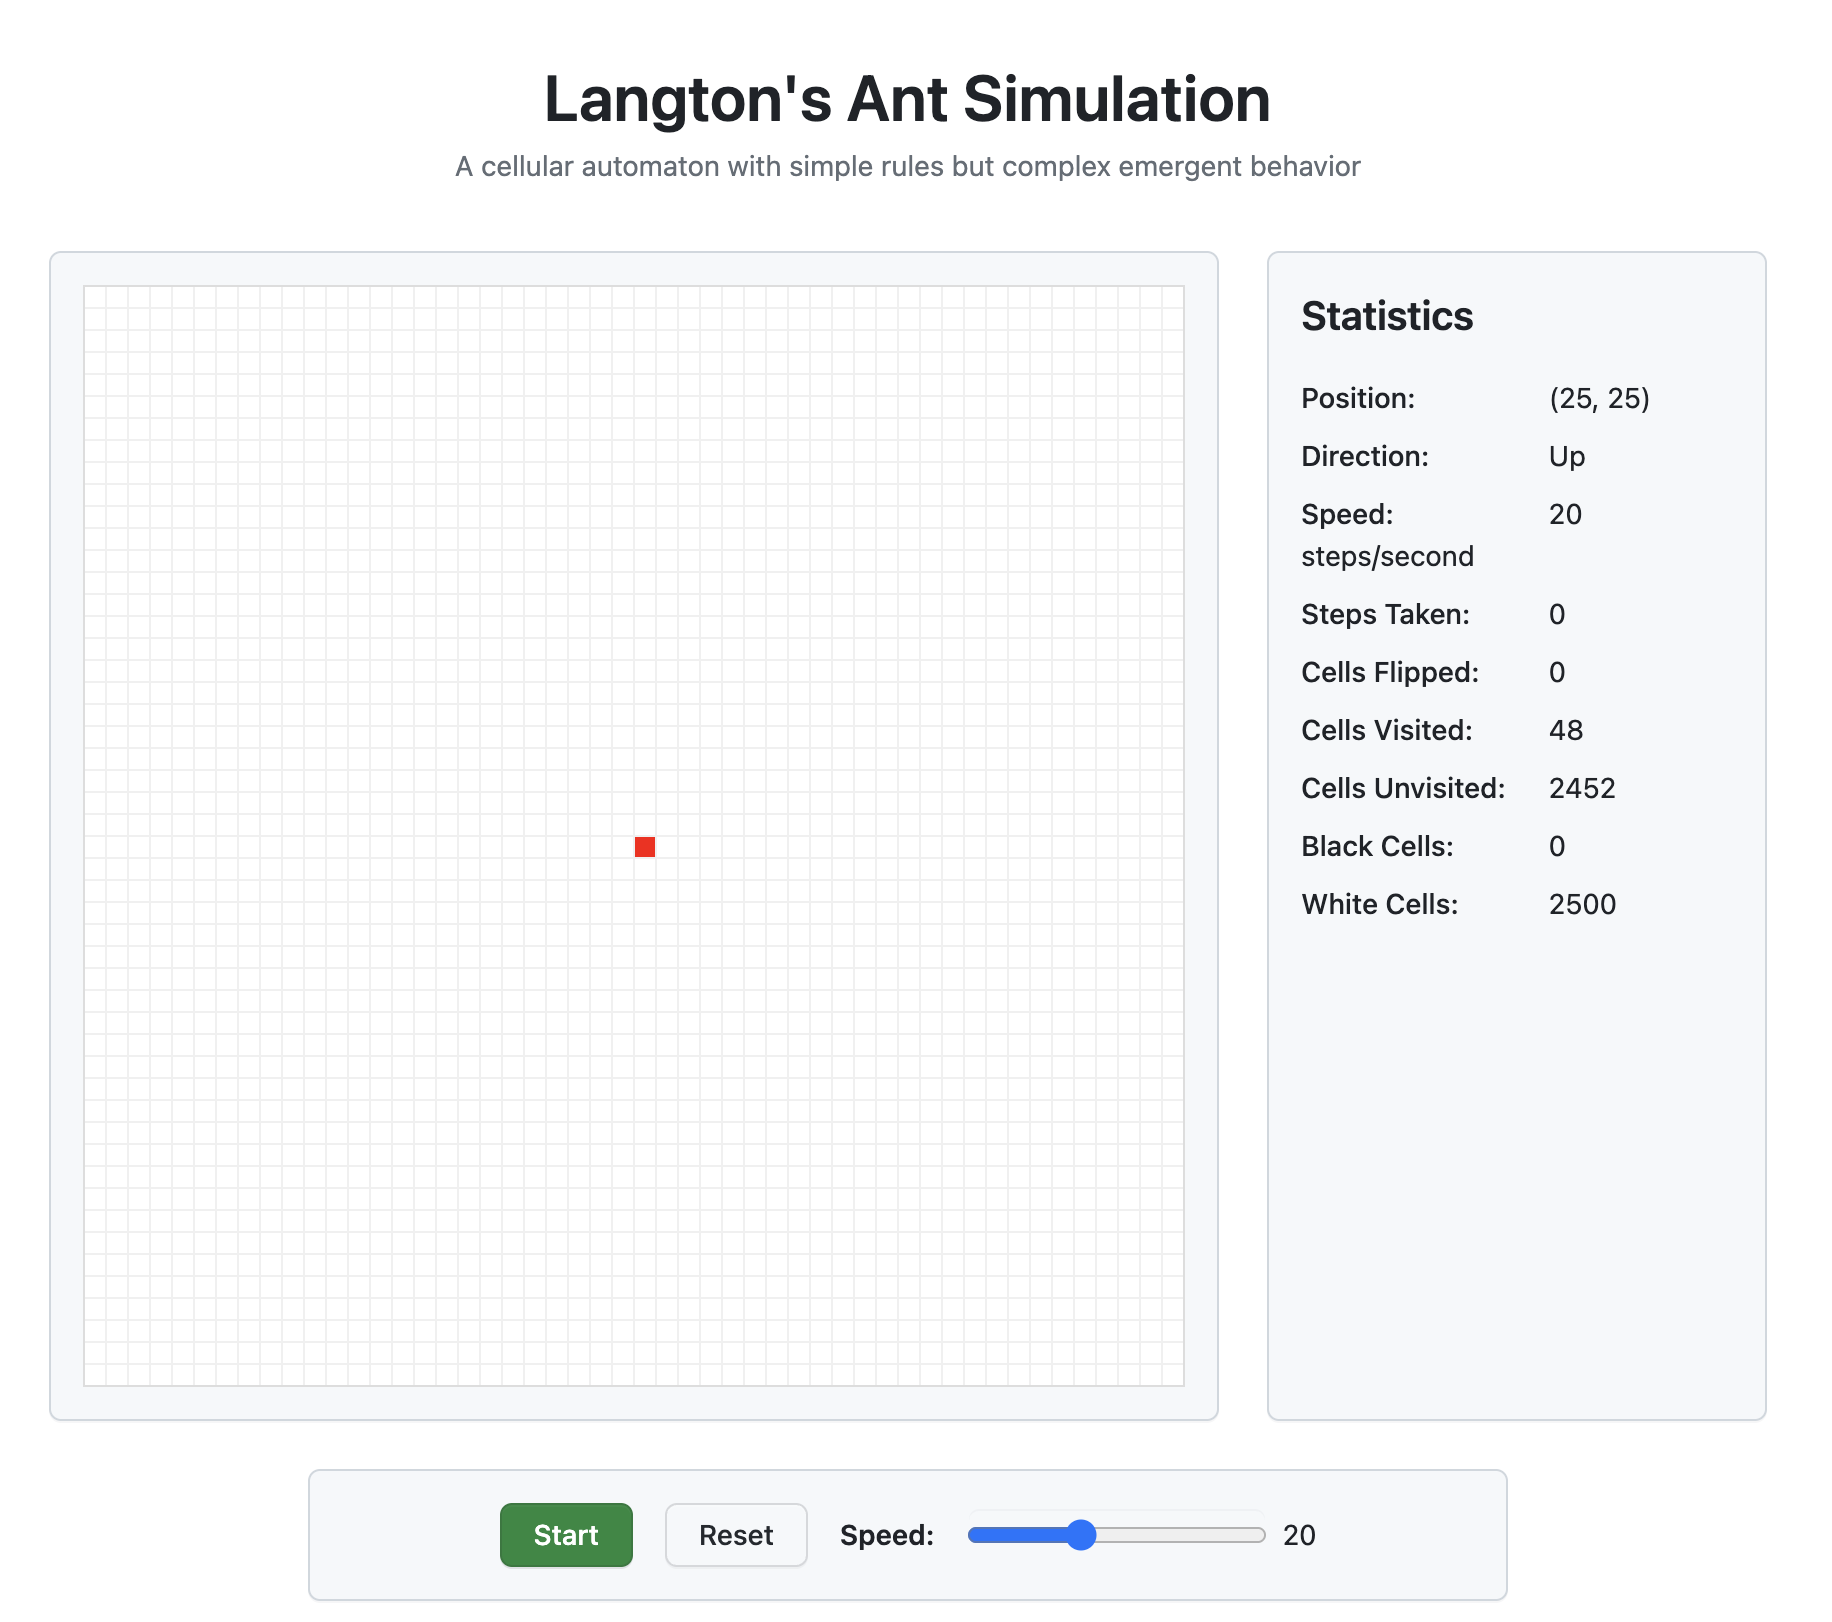 Langton's Ant Simulation
A cellular automaton with simple rules but complex emergent behavior
Statistics
Position: (25, 25)
Direction: Up
Speed: 20
steps/second
Steps Taken: 0
Cells Flipped: 0
Cells Visited: 48
Cells Unvisited: 2452
Black Cells: 0
White Cells: 2500
Start Reset Speed: 20